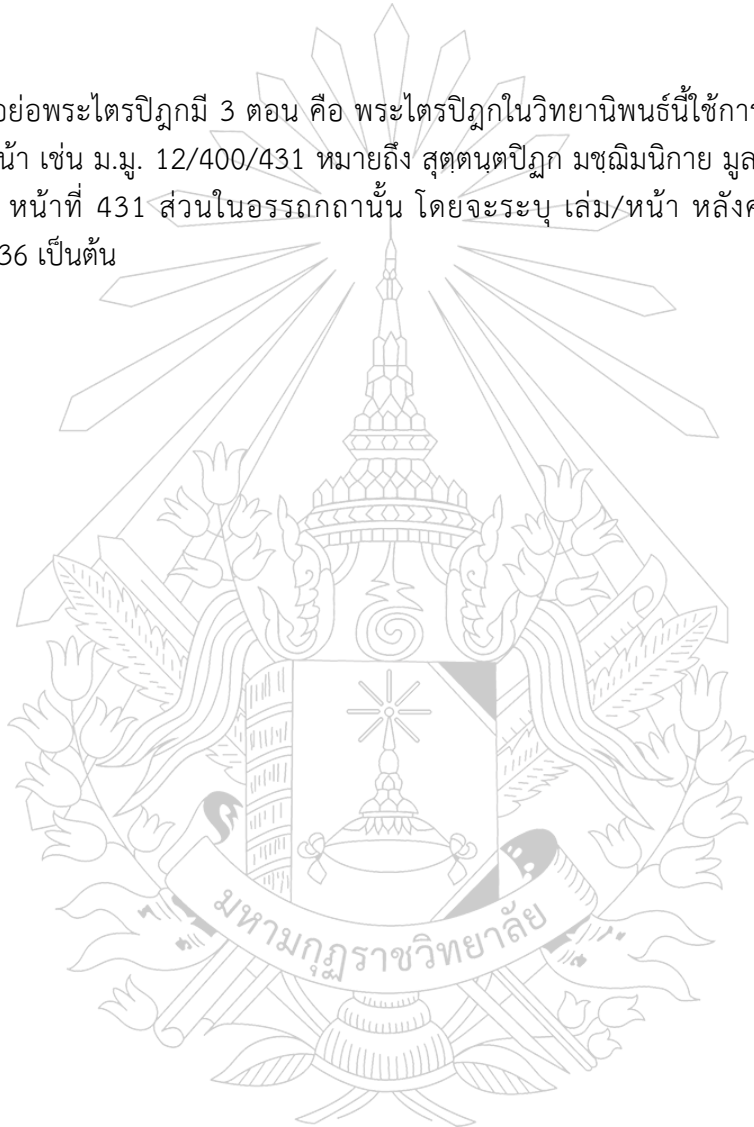 อย่อพระไตรปิฎกมี 3 ตอน คือ พระไตรปิฎกในวิทยานิพนธ์นี้ใช้การ
น้า เช่น ม.มู. 12/400/431 หมายถึง สุตฺตนฺตปิฏก มชฺฌิมนิกาย มูล
หน้าที่ 431 ส่วนในอรรถกถานั้น โดยจะระบุ เล่ม/หน้า หลังค
36 เป็นต้น
มหามกุฏราชวิทยาลัย